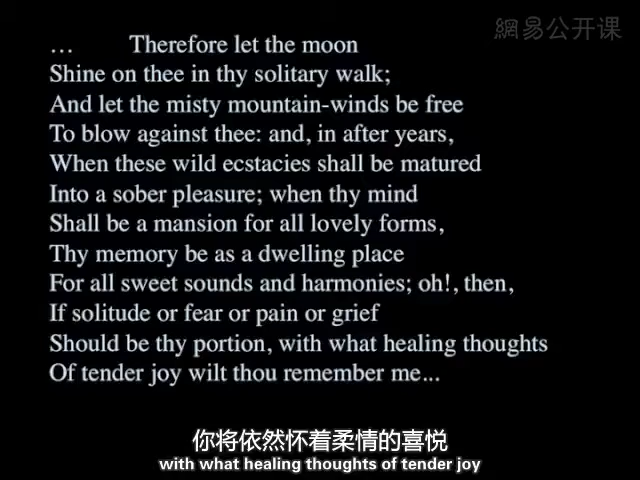 網易公开课
... Therefore let the moon
Shine on thee in thy solitary walk;
And let the misty mountain-winds be free
To blow against thee: and, in after years,
When these wild ecstacies shall be matured
Into a sober pleasure; when thy mind
Shall be a mansion for all lovely forms,
Thy memory be as a dwelling place
For all sweet sounds and harmonies; oh!, then,
If solitude or fear or pain or grief
Should be thy portion, with what healing thoughts
Of tender joy wilt thou remember me...
你将依然怀着柔情的喜悦
with what healing thoughts of tender joy